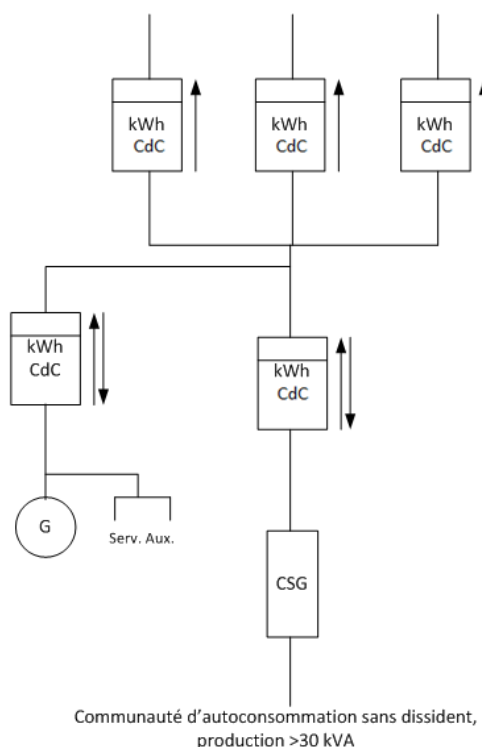 kWh
CdC
kWh
CdC
kWh
CdC
kWh
CdC
kWh
CdC
G
Serv. Aux.
CSG
Communauté d'autoconsommation sans dissident,
production >30 kVA